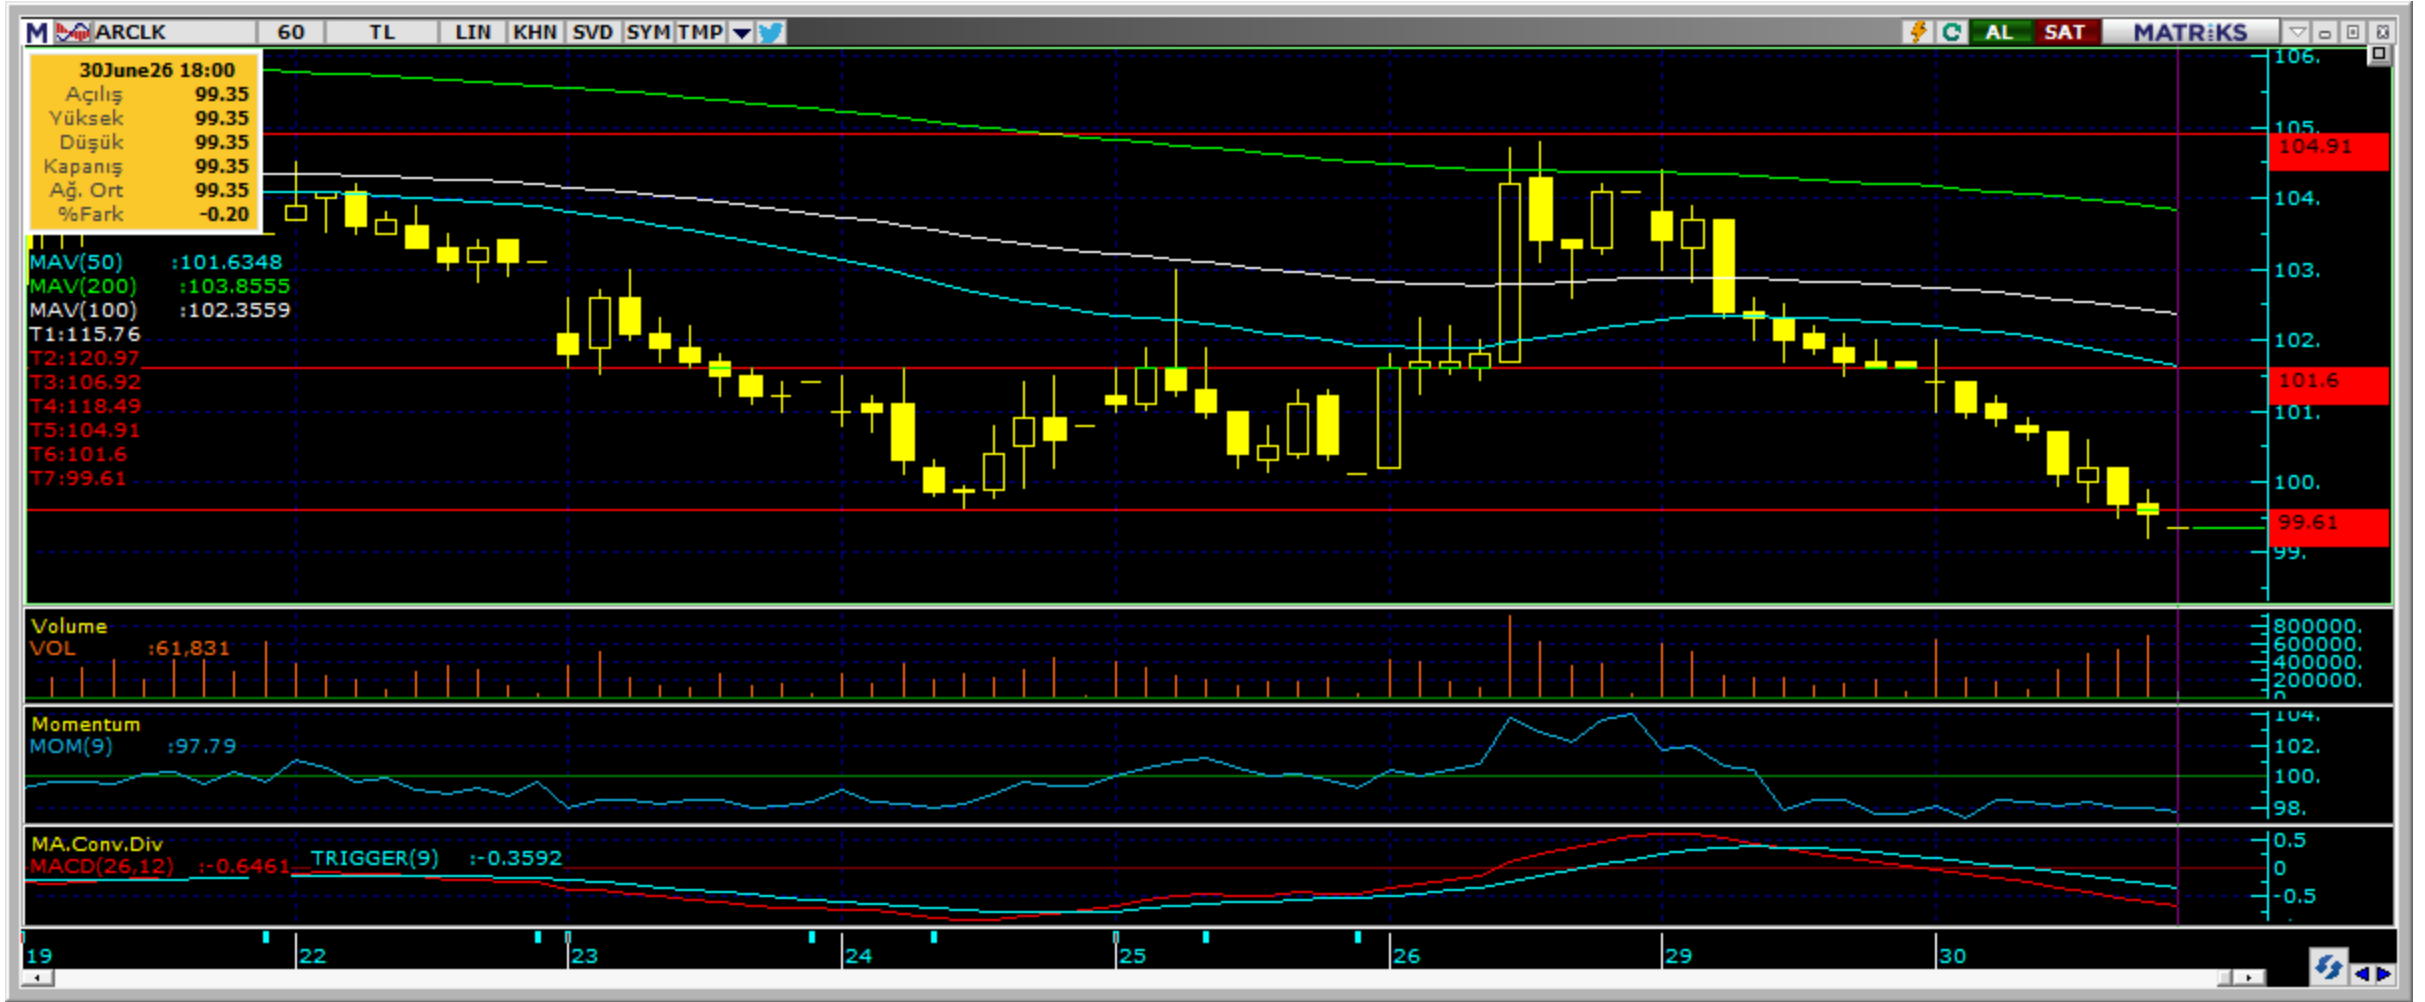 M ARCLK 60 TL LIN KHN SVD SYM TMP AL SAT MATRiKS
30June26 18:00
Açılış 99.35
Yüksek 99.35
Düşük 99.35
Kapanış 99.35
Ağ. Ort 99.35
%Fark -0.20
MAV(50) :101.6348
MAV(200) :103.8555
MAV(100) :102.3559
T1:115.76
T2:120.97
T3:106.92
T4:118.49
T5:104.91
T6:101.6
T7:99.61
106.
105.
104.91
104.
103.
102.
101.6
101.
100.
99.61
99.
Volume
VOL :61,831
800000.
600000.
400000.
200000.
0
Momentum
MOM(9) :97.79
104.
102.
100.
98.
MA.Conv.Div
MACD(26,12) :-0.6461 TRIGGER(9) :-0.3592
0.5
0
-0.5
19 22 23 24 25 26 29 30